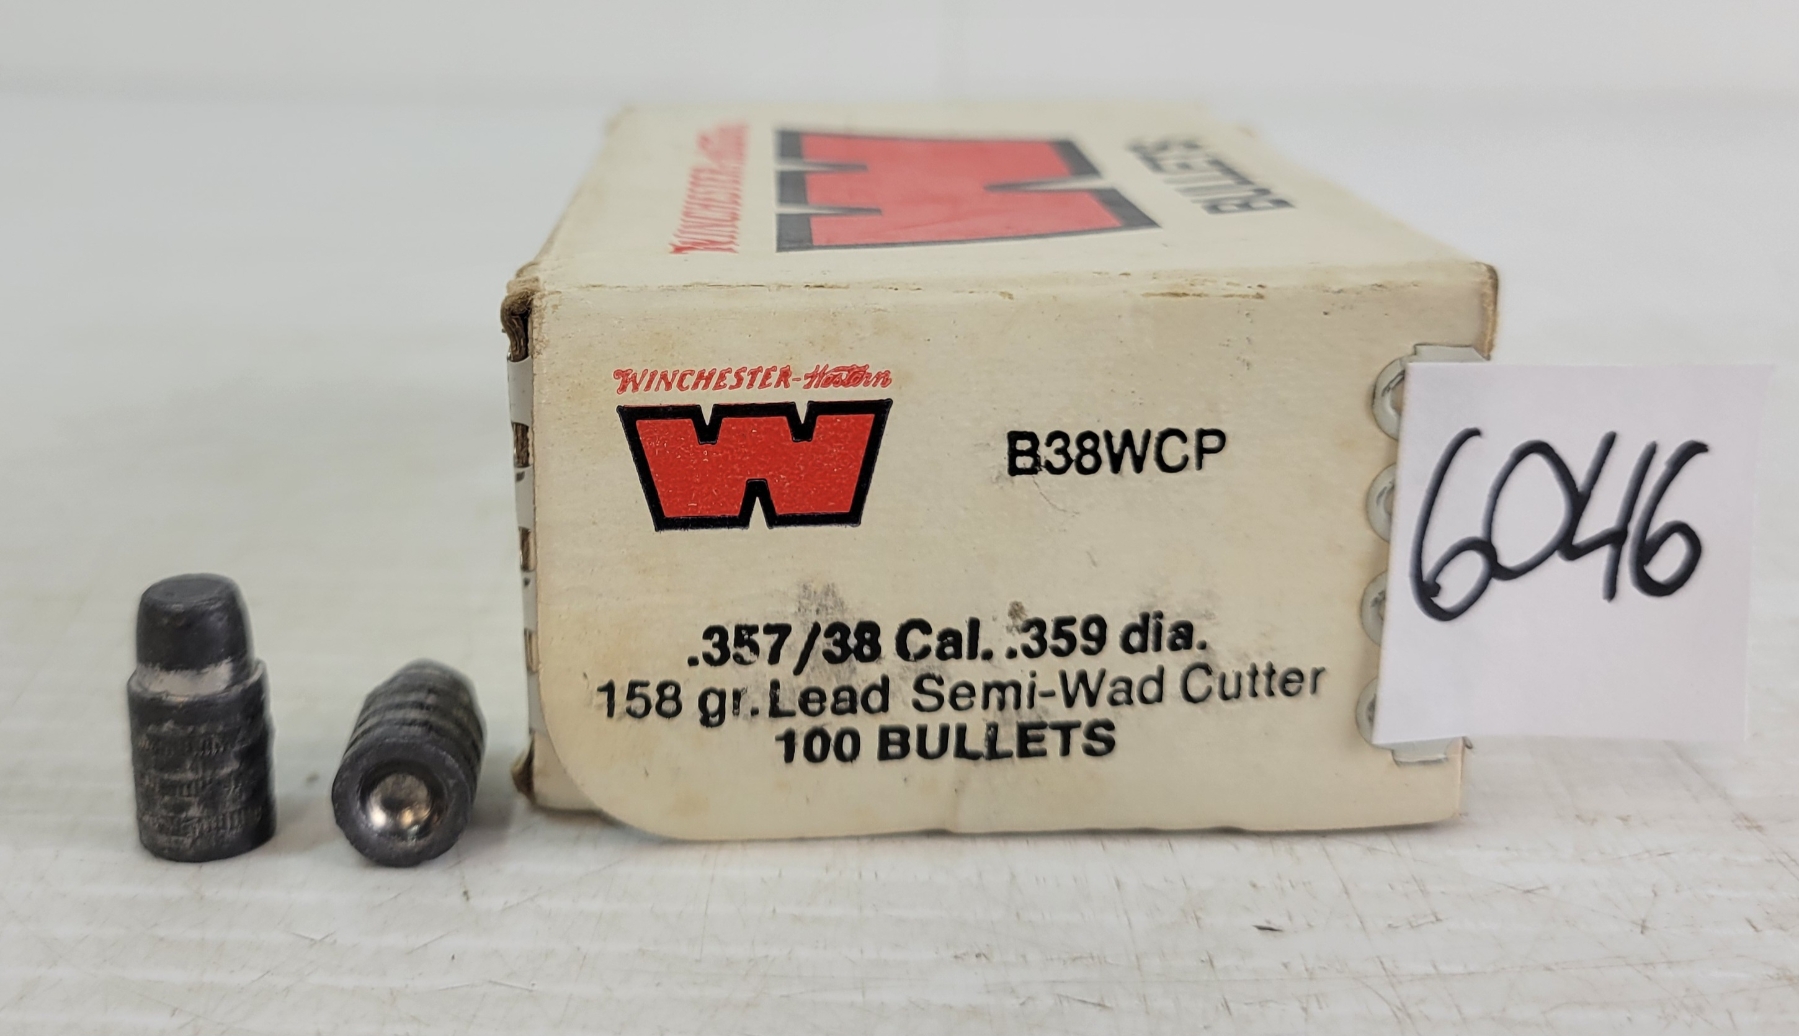 WINCHESTER-Western
W
BULLETS
WINCHESTER-Western
W
B38WCP
.357/38 Cal. .359 dia.
158 gr. Lead Semi-Wad Cutter
100 BULLETS
6046